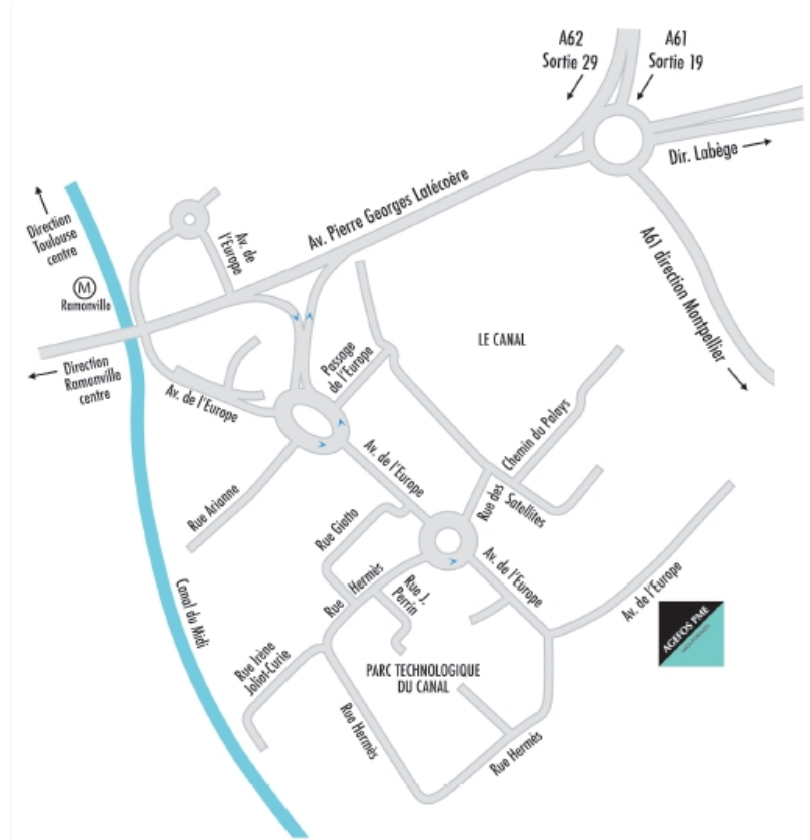 A62
Sortie 29
A61
Sortie 19
Dir. Labège
Av. Pierre Georges Latécoère
Direction
Toulouse
centre
Av. de
l'Europe
M
Ramonville
A61 direction Montpellier
LE CANAL
Direction
Ramonville
centre
Passage
de l'Europe
Av. de l'Europe
Chemin du Palays
Av. de l'Europe
Rue des
Satellites
Rue Arianne
Rue Giotto
Av. de l'Europe
Rue Hermès
Rue J.
Perrin
Av. de l'Europe
Canal du Midi
AGEFOS PME
Rue Irène
Joliot-Curie
PARC TECHNOLOGIQUE
DU CANAL
Rue Hermès
Rue Hermès